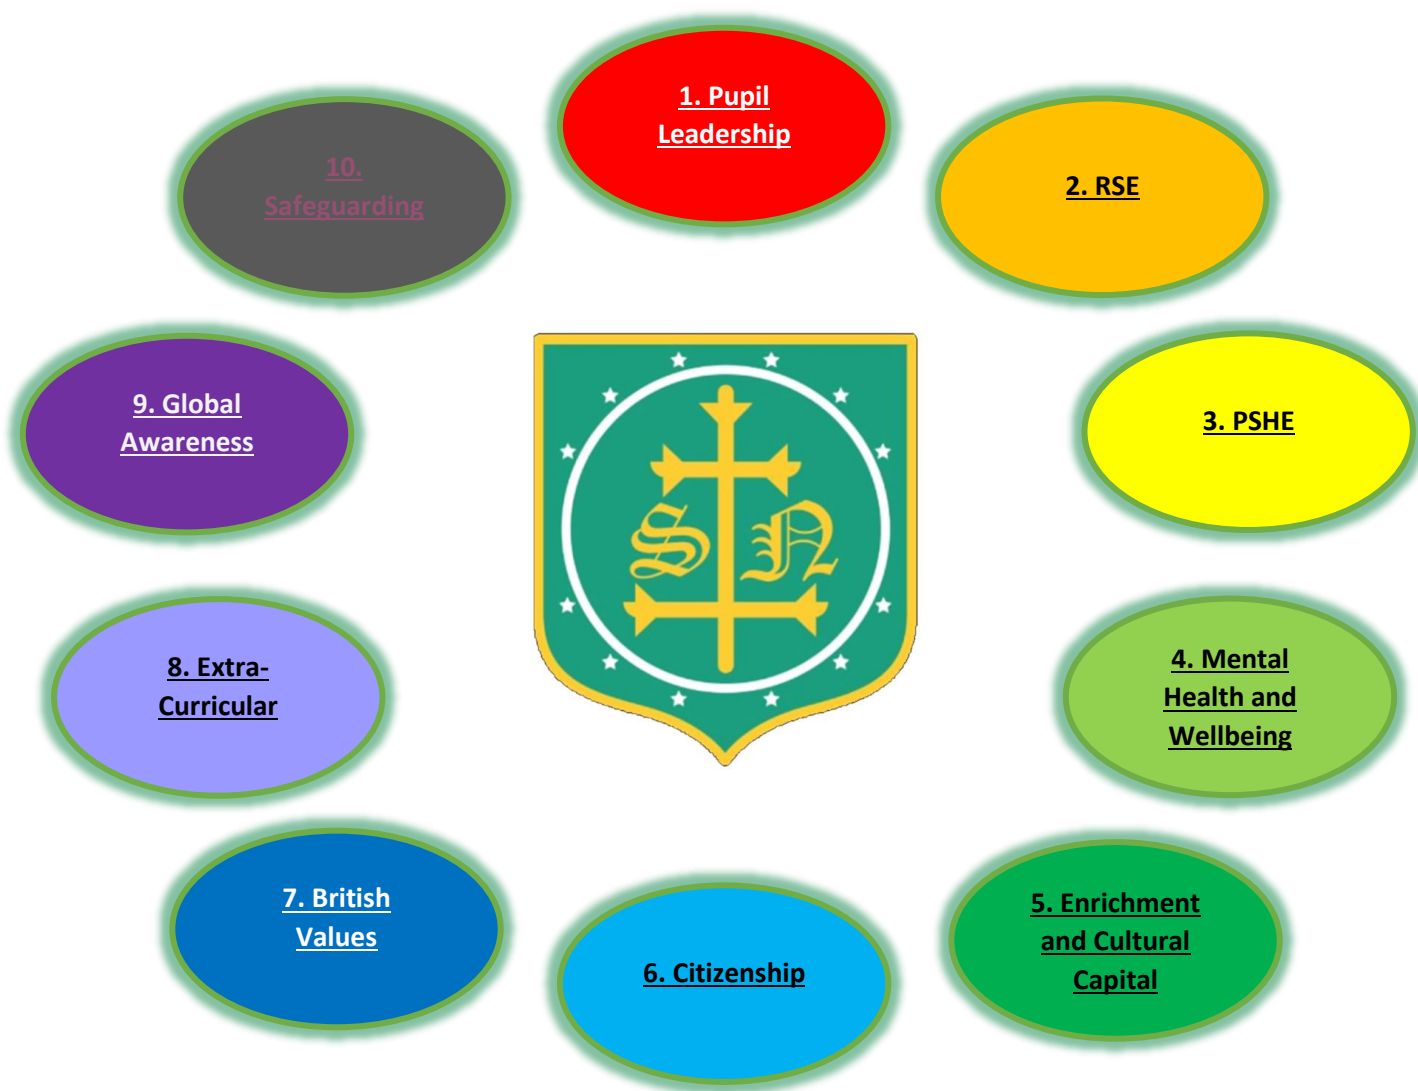 1. Pupil
Leadership
2. RSE
3. PSHE
4. Mental
Health and
Wellbeing
5. Enrichment
and Cultural
Capital
6. Citizenship
7. British
Values
8. Extra-
Curricular
9. Global
Awareness
10.
Safeguarding
S N